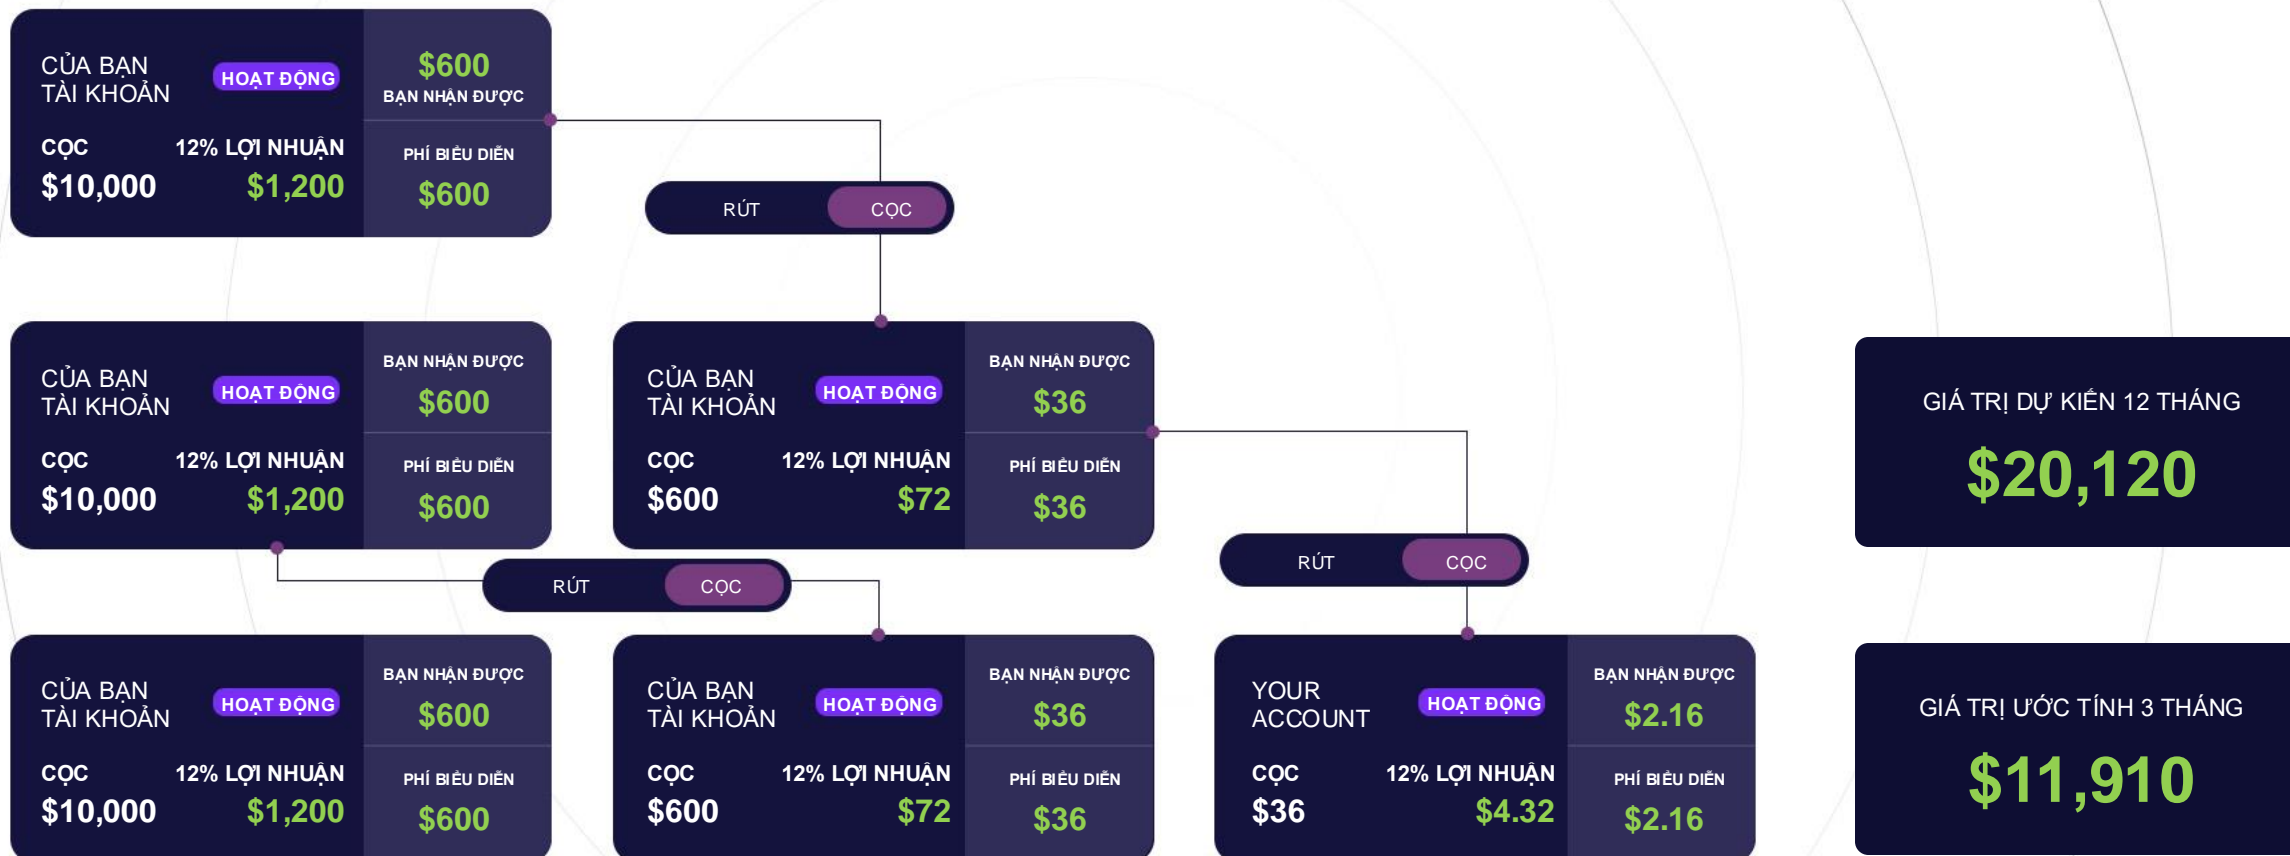 CỦA BẠN
TÀI KHOẢN
HOẠT ĐỘNG
CỌC
12% LỢI NHUẬN
$10,000
$1,200
$600
BẠN NHẬN ĐƯỢC
PHÍ BIỂU DIỄN
$600
RÚT
CỌC
CỦA BẠN
TÀI KHOẢN
HOẠT ĐỘNG
CỌC
12% LỢI NHUẬN
$10,000
$1,200
BẠN NHẬN ĐƯỢC
$600
PHÍ BIỂU DIỄN
$600
CỦA BẠN
TÀI KHOẢN
HOẠT ĐỘNG
CỌC
12% LỢI NHUẬN
$600
$72
BẠN NHẬN ĐƯỢC
$36
PHÍ BIỂU DIỄN
$36
GIÁ TRỊ DỰ KIẾN 12 THÁNG
$20,120
RÚT
CỌC
RÚT
CỌC
CỦA BẠN
TÀI KHOẢN
HOẠT ĐỘNG
CỌC
12% LỢI NHUẬN
$10,000
$1,200
BẠN NHẬN ĐƯỢC
$600
PHÍ BIỂU DIỄN
$600
CỦA BẠN
TÀI KHOẢN
HOẠT ĐỘNG
CỌC
12% LỢI NHUẬN
$600
$72
BẠN NHẬN ĐƯỢC
$36
PHÍ BIỂU DIỄN
$36
YOUR
ACCOUNT
HOẠT ĐỘNG
CỌC
12% LỢI NHUẬN
$36
$4.32
BẠN NHẬN ĐƯỢC
$2.16
PHÍ BIỂU DIỄN
$2.16
GIÁ TRỊ ƯỚC TÍNH 3 THÁNG
$11,910